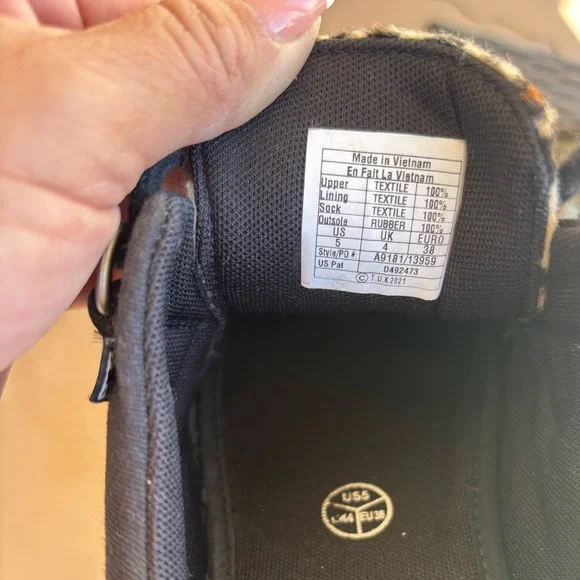 Made in Vietnam
En Fait La Vietnam
Upper TEXTILE 100%
Lining TEXTILE 100%
Sock TEXTILE 100%
Outsole RUBBER 100%
US UK EURO
5 4 38
Style/PO #: A9181/13959
US Pat D492473
© T.U.K 2021
US5
EU38